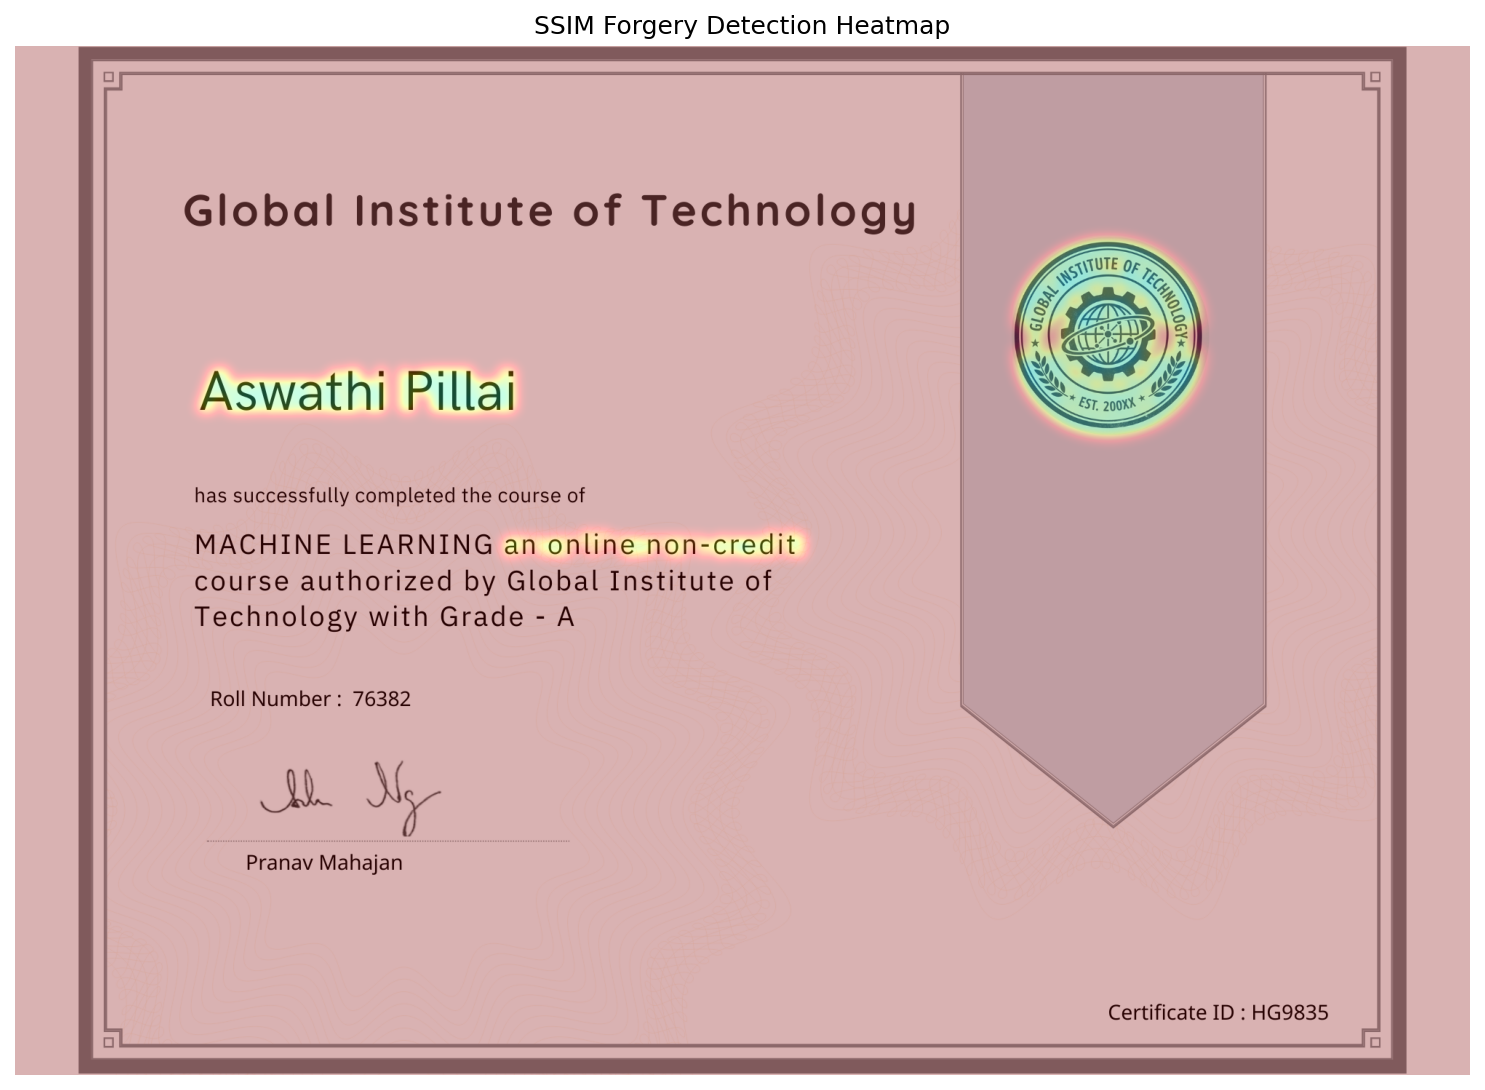 SSIM Forgery Detection Heatmap
Global Institute of Technology
GLOBAL INSTITUTE OF TECHNOLOGY
EST. 200XX
Aswathi Pillai
has successfully completed the course of
MACHINE LEARNING an online non-credit
course authorized by Global Institute of
Technology with Grade - A
Roll Number : 76382
Pranav Mahajan
Certificate ID : HG9835